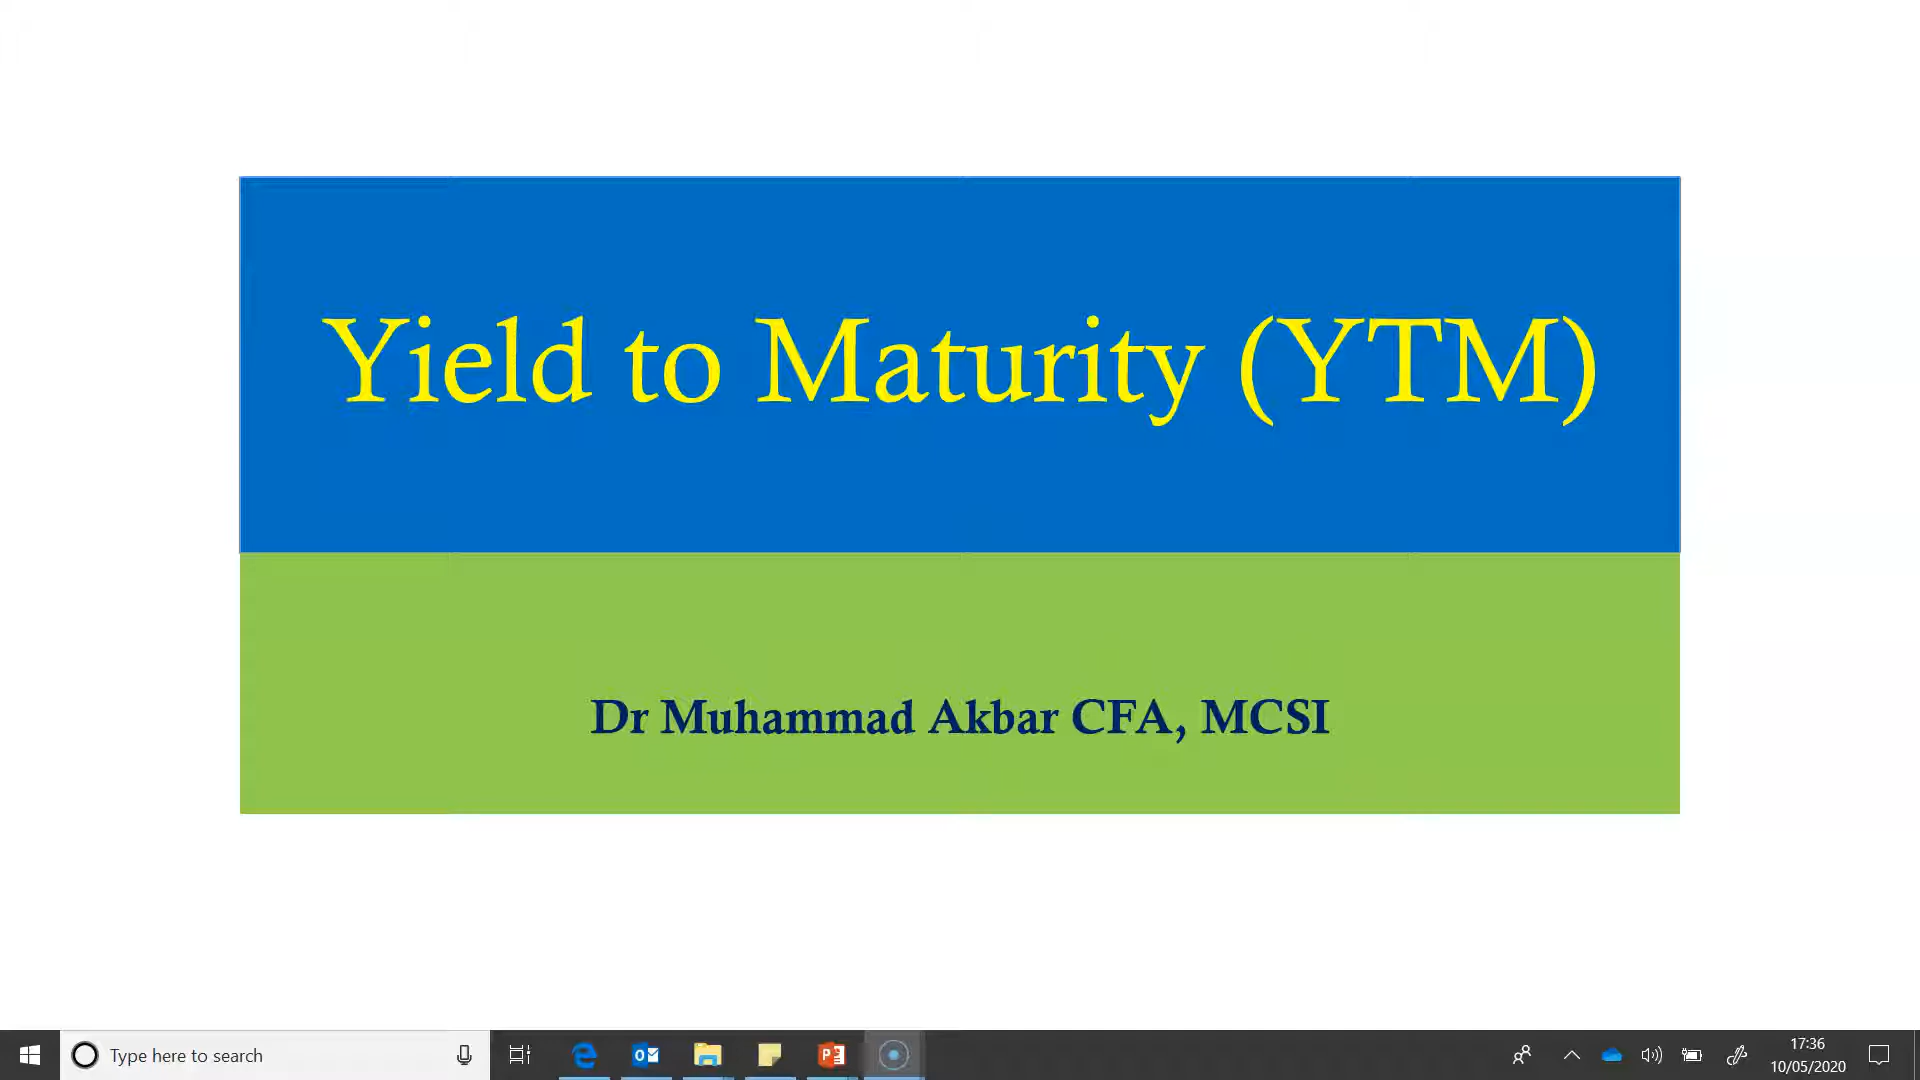 Yield to Maturity (YTM)
Dr Muhammad Akbar CFA, MCSI
Type here to search
17:36
10/05/2020